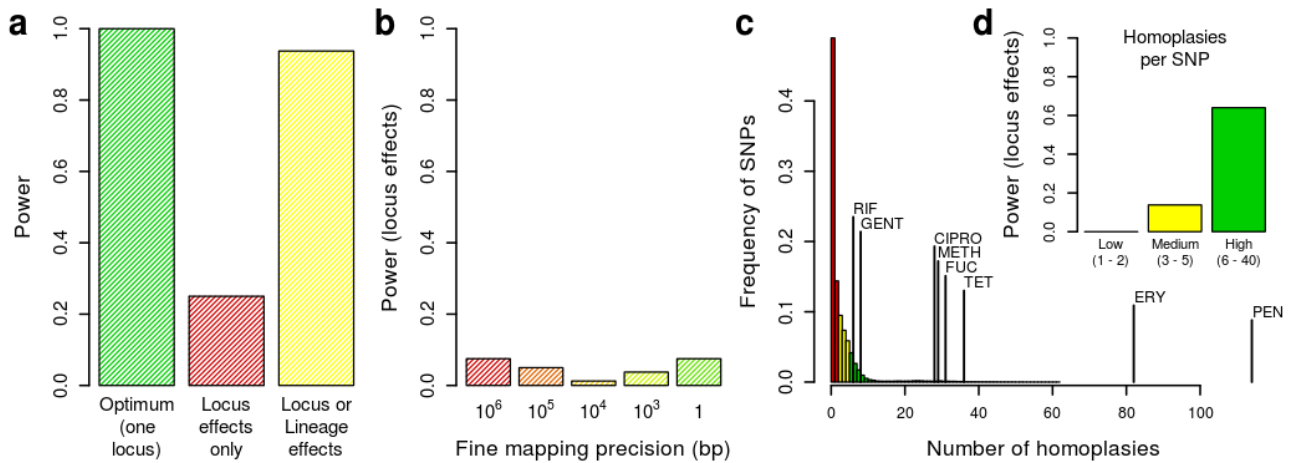 a
Power
0.0
0.2
0.4
0.6
0.8
1.0
Optimum
(one
locus)
Locus
effects
only
Locus or
Lineage
effects
b
Power (locus effects)
0.0
0.2
0.4
0.6
0.8
1.0
10⁶
10⁵
10⁴
10³
1
Fine mapping precision (bp)
c
Frequency of SNPs
0.0
0.1
0.2
0.3
0.4
RIF
GENT
CIPRO
METH
FUC
TET
ERY
PEN
0
20
40
60
80
100
Number of homoplasies
d
Homoplasies
per SNP
Power (locus effects)
0.0
0.2
0.4
0.6
0.8
1.0
Low
(1 - 2)
Medium
(3 - 5)
High
(6 - 40)